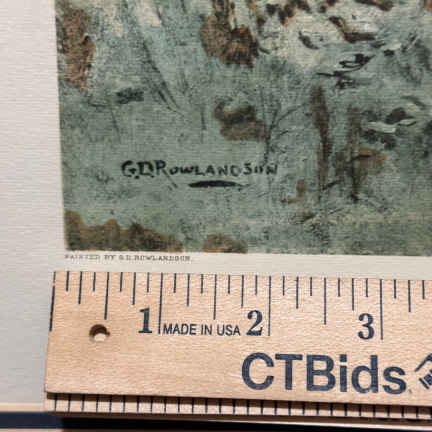 G.D. ROWLANDSON
PAINTED BY G.D. ROWLANDSON.
1 MADE IN USA 2 3
CTBids